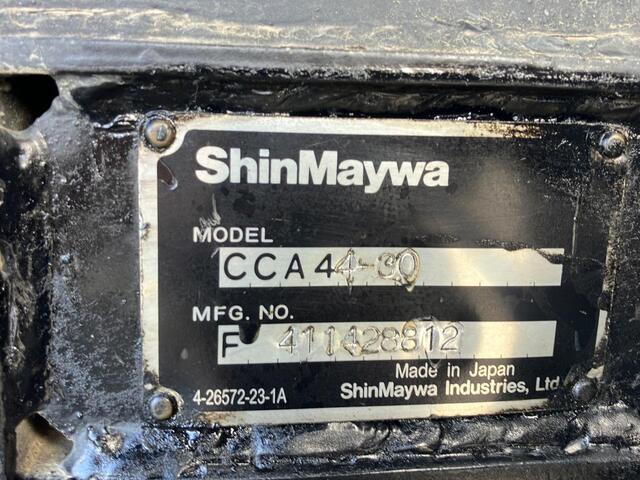 ShinMaywa
MODEL
CCA44-30
MFG. NO.
F 411428812
Made in Japan
4-26572-23-1A
ShinMaywa Industries, Ltd